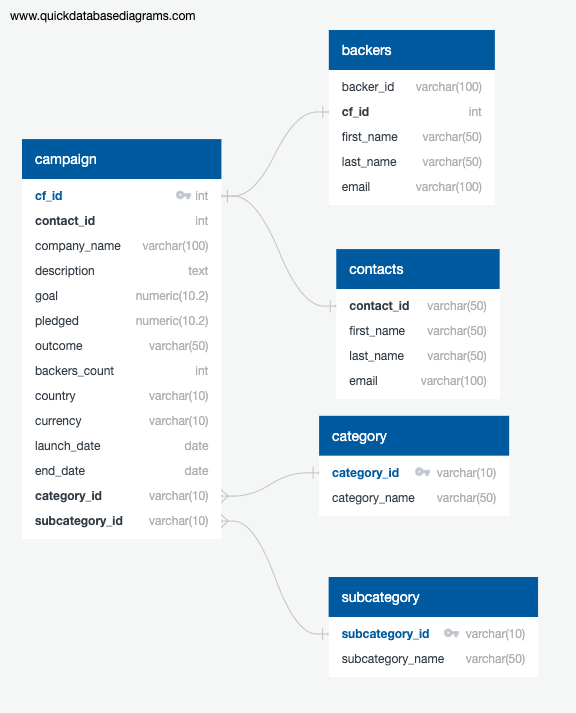 www.quickdatabasediagrams.com
backers
backer_id varchar(100)
cf_id int
first_name varchar(50)
last_name varchar(50)
email varchar(100)
campaign
cf_id int
contact_id int
company_name varchar(100)
description text
goal numeric(10.2)
pledged numeric(10.2)
outcome varchar(50)
backers_count int
country varchar(10)
currency varchar(10)
launch_date date
end_date date
category_id varchar(10)
subcategory_id varchar(10)
contacts
contact_id varchar(50)
first_name varchar(50)
last_name varchar(50)
email varchar(100)
category
category_id varchar(10)
category_name varchar(50)
subcategory
subcategory_id varchar(10)
subcategory_name varchar(50)